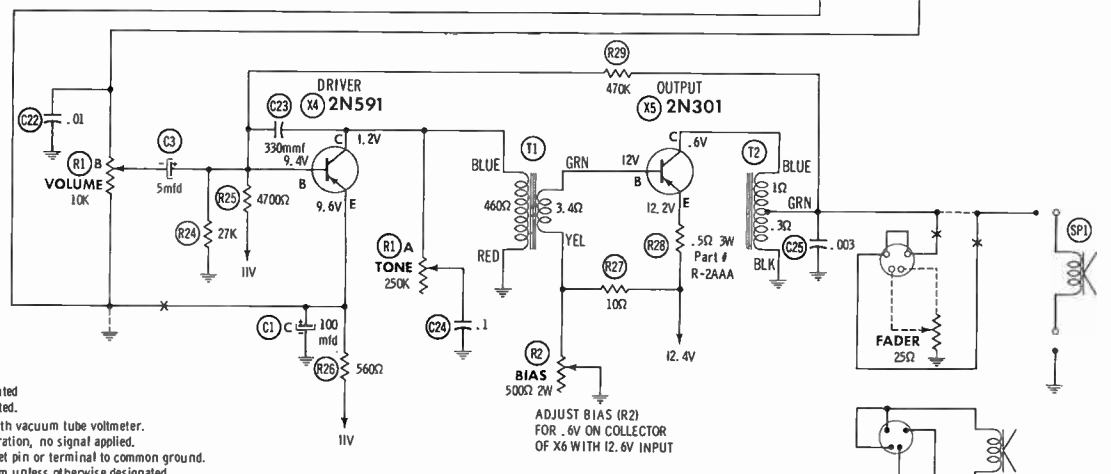 R29
470K
DRIVER
C23 X4 2N591
OUTPUT
X5 2N301
C22 .01
330mmf
C 1.2V
C .6V
C3
9.4V
B
R1 B
VOLUME
10K
5mfd
R25 4700Ω
R24 27K
9.6V E
11V
BLUE
T1
GRN
460Ω
3.4Ω
YEL
RED
12V
B
12.2V E
R28 .5Ω 3W
Part #
R-2AAA
T2
BLUE
1Ω
GRN
.3Ω
BLK
C25 .003
SP1
R1 A
TONE
250K
C24 .1
R27
10Ω
12.4V
C1 C 100
mfd
R26 560Ω
11V
R2
BIAS
500Ω 2W
FADER
25Ω
ADJUST BIAS (R2)
FOR .6V ON COLLECTOR
OF X6 WITH 12.6V INPUT
ted.
th vacuum tube voltmeter.
ration, no signal applied.
et pin or terminal to common ground.
m unless otherwise designated